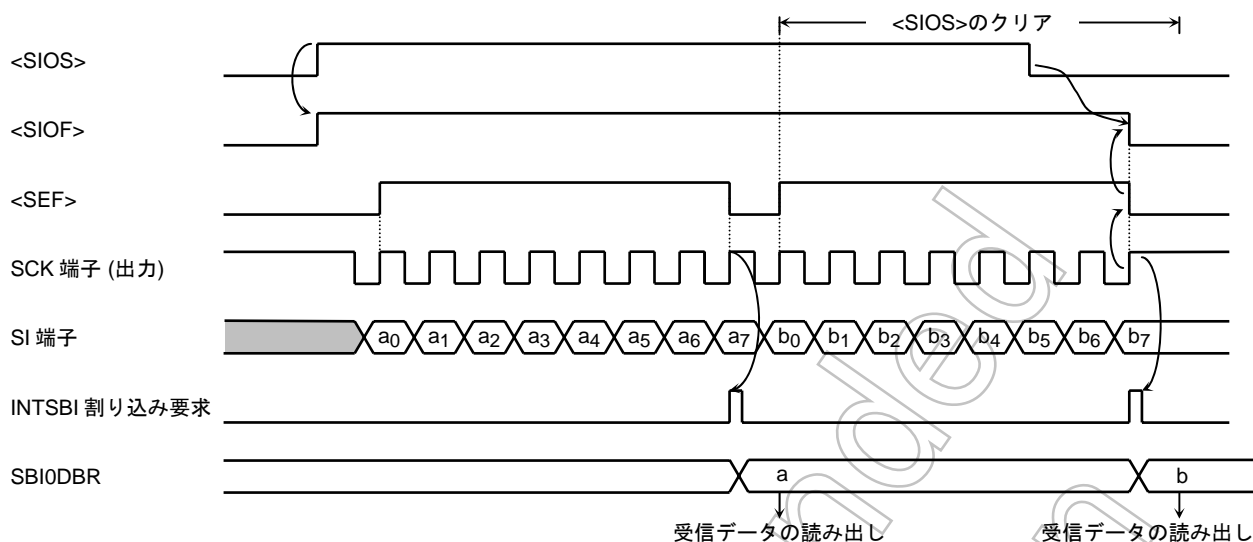 <SIOS>のクリア
<SIOS>
<SIOF>
<SEF>
SCK 端子 (出力)
SI 端子
a0 a1 a2 a3 a4 a5 a6 a7 b0 b1 b2 b3 b4 b5 b6 b7
INTSBI 割り込み要求
SBI0DBR
a b
受信データの読み出し 受信データの読み出し
nded